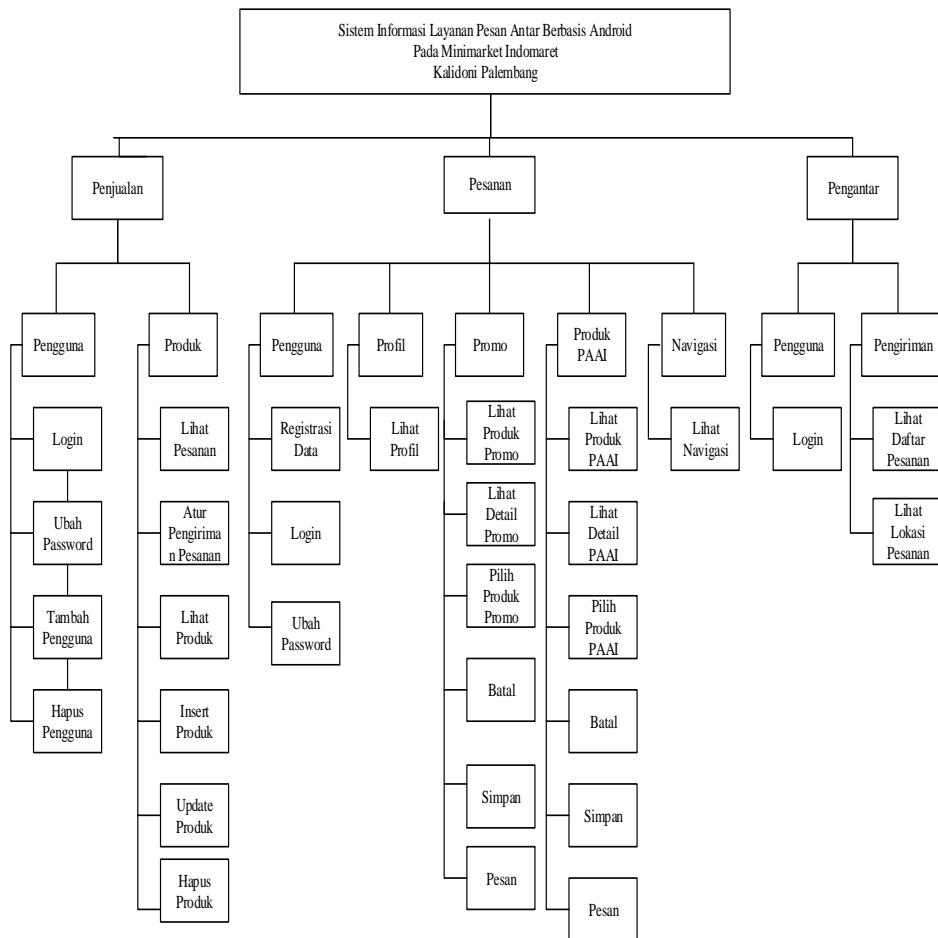 Sistem Informasi Layanan Pesan Antar Berbasis Android
Pada Minimarket Indomaret
Kalidoni Palembang
Penjualan
Pesanan
Pengantar
Pengguna
Produk
Pengguna
Profil
Promo
Produk
PAAI
Navigasi
Pengguna
Pengiriman
Login
Ubah
Password
Tambah
Pengguna
Hapus
Pengguna
Lihat
Pesanan
Atur
Pengirima
n Pesanan
Lihat
Produk
Insert
Produk
Update
Produk
Hapus
Produk
Registrasi
Data
Login
Ubah
Password
Lihat
Profil
Lihat
Produk
Promo
Lihat
Detail
Promo
Pilih
Produk
Promo
Batal
Simpan
Pesan
Lihat
Produk
PAAI
Lihat
Detail
PAAI
Pilih
Produk
PAAI
Batal
Simpan
Pesan
Lihat
Navigasi
Login
Lihat
Daftar
Pesanan
Lihat
Lokasi
Pesanan